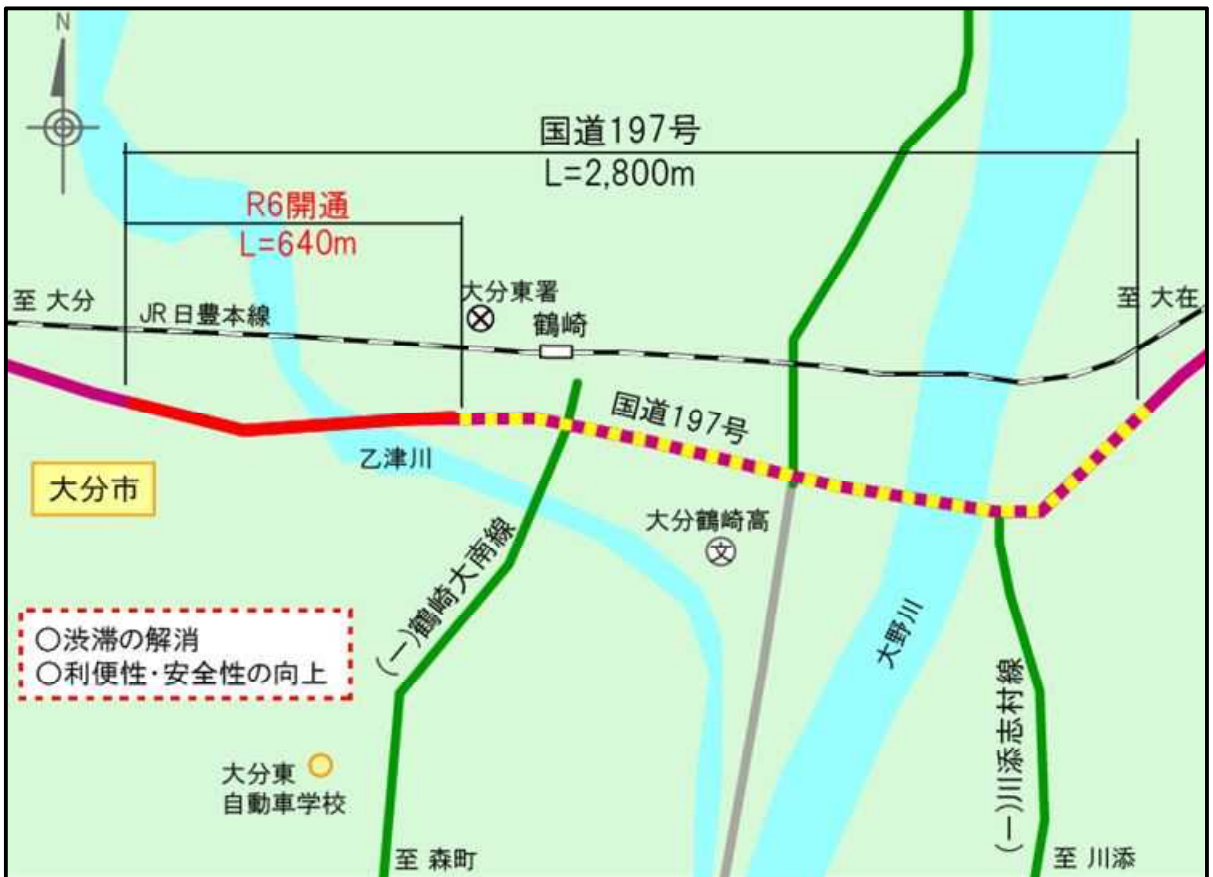 N
国道197号
L=2,800m
R6開通
L=640m
至 大分
JR日豊本線
大分東署
鶴崎
至 大在
国道197号
乙津川
大分市
大分鶴崎高
文
(一)鶴崎大南線
大野川
○渋滞の解消
○利便性・安全性の向上
(一)川添志村線
大分東
自動車学校
至 森町
至 川添